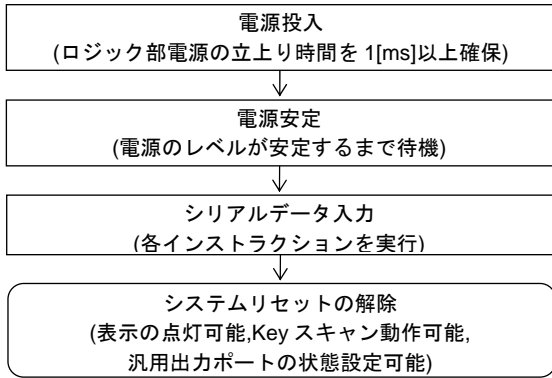 電源投入
(ロジック部電源の立上り時間を 1[ms]以上確保)
電源安定
(電源のレベルが安定するまで待機)
シリアルデータ入力
(各インストラクションを実行)
システムリセットの解除
(表示の点灯可能,Key スキャン動作可能,
汎用出力ポートの状態設定可能)